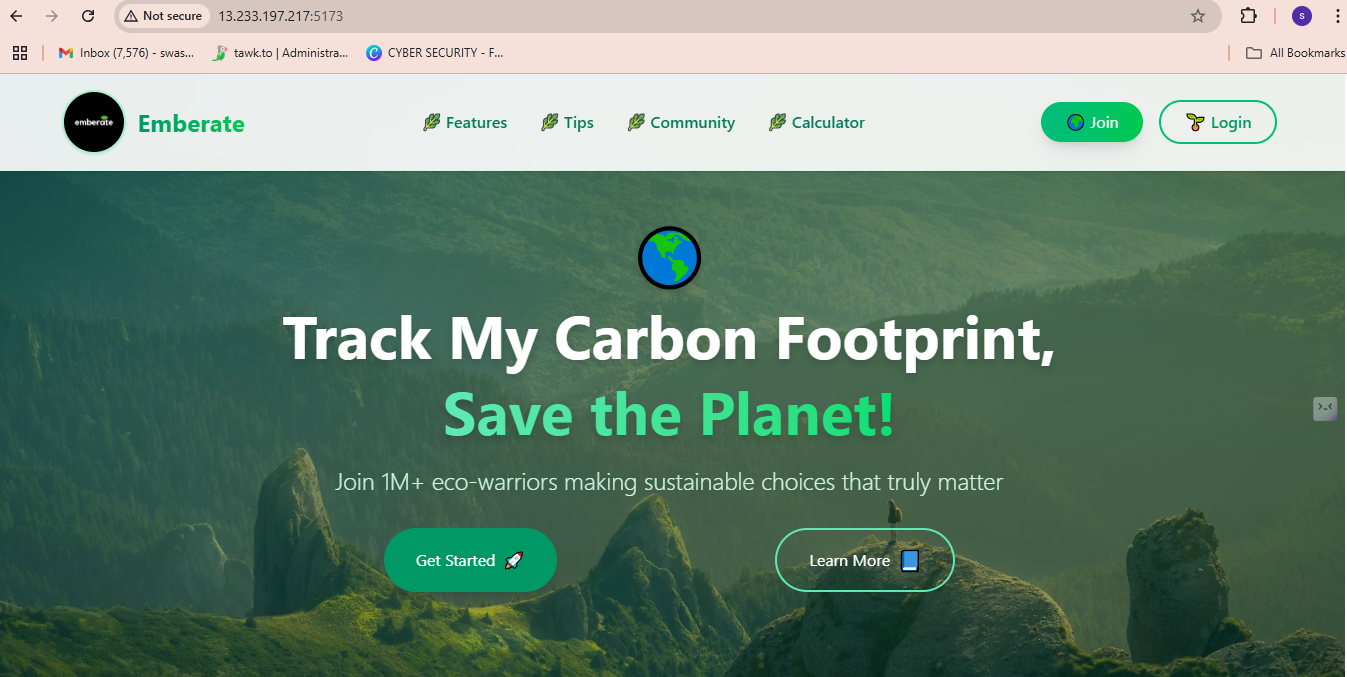 Not secure 13.233.197.217:5173
S
Inbox (7,576) - swas...
tawk.to | Administra...
CYBER SECURITY - F...
All Bookmarks
emberate
Emberate
Features
Tips
Community
Calculator
Join
Login
Track My Carbon Footprint,
Save the Planet!
Join 1M+ eco-warriors making sustainable choices that truly matter
Get Started
Learn More